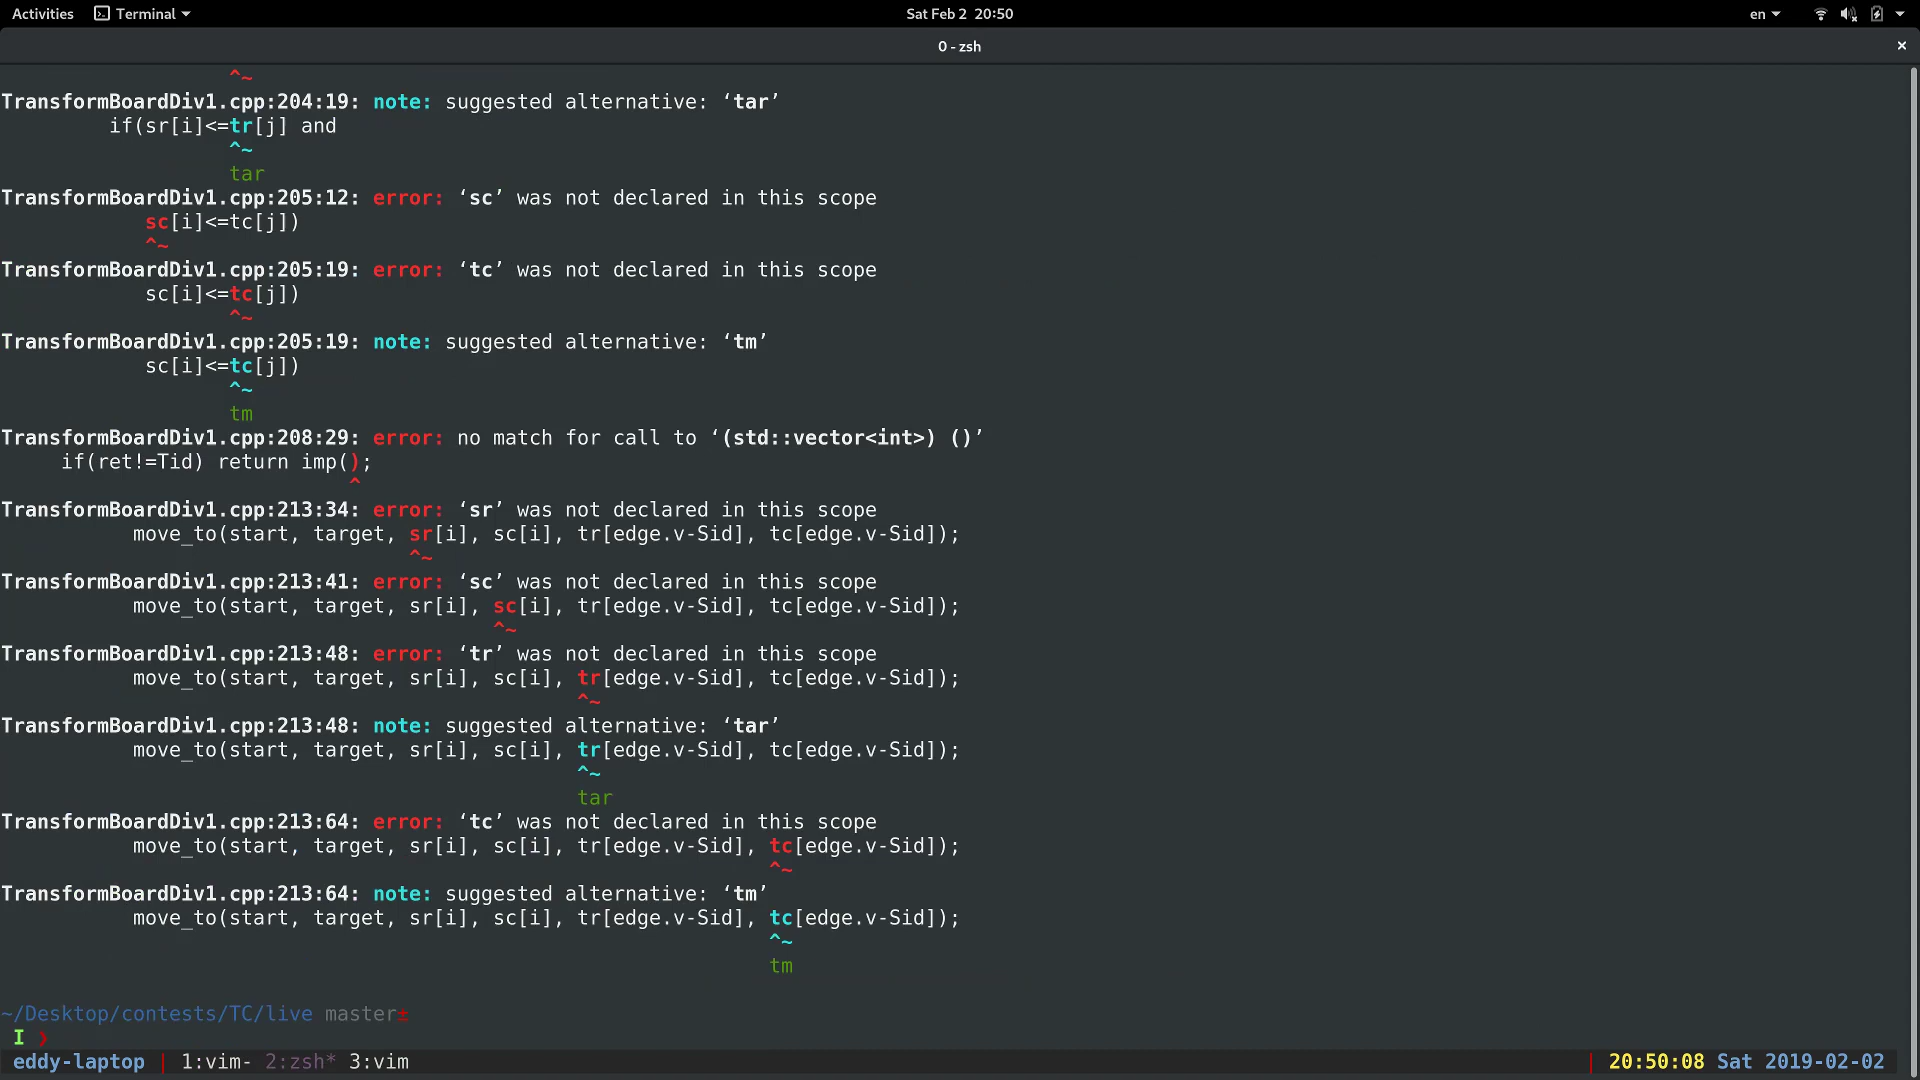 Activities Terminal Sat Feb 2 20:50 en
0 - zsh ×
^~
TransformBoardDiv1.cpp:204:19: note: suggested alternative: ‘tar’
if(sr[i]<=tr[j] and
^~
tar
TransformBoardDiv1.cpp:205:12: error: ‘sc’ was not declared in this scope
sc[i]<=tc[j])
^~
TransformBoardDiv1.cpp:205:19: error: ‘tc’ was not declared in this scope
sc[i]<=tc[j])
^~
TransformBoardDiv1.cpp:205:19: note: suggested alternative: ‘tm’
sc[i]<=tc[j])
^~
tm
TransformBoardDiv1.cpp:208:29: error: no match for call to ‘(std::vector<int>) ()’
if(ret!=Tid) return imp();
^
TransformBoardDiv1.cpp:213:34: error: ‘sr’ was not declared in this scope
move_to(start, target, sr[i], sc[i], tr[edge.v-Sid], tc[edge.v-Sid]);
^~
TransformBoardDiv1.cpp:213:41: error: ‘sc’ was not declared in this scope
move_to(start, target, sr[i], sc[i], tr[edge.v-Sid], tc[edge.v-Sid]);
^~
TransformBoardDiv1.cpp:213:48: error: ‘tr’ was not declared in this scope
move_to(start, target, sr[i], sc[i], tr[edge.v-Sid], tc[edge.v-Sid]);
^~
TransformBoardDiv1.cpp:213:48: note: suggested alternative: ‘tar’
move_to(start, target, sr[i], sc[i], tr[edge.v-Sid], tc[edge.v-Sid]);
^~
tar
TransformBoardDiv1.cpp:213:64: error: ‘tc’ was not declared in this scope
move_to(start, target, sr[i], sc[i], tr[edge.v-Sid], tc[edge.v-Sid]);
^~
TransformBoardDiv1.cpp:213:64: note: suggested alternative: ‘tm’
move_to(start, target, sr[i], sc[i], tr[edge.v-Sid], tc[edge.v-Sid]);
^~
tm
~/Desktop/contests/TC/live master±
I ❯
eddy-laptop | 1:vim- 2:zsh* 3:vim | 20:50:08 Sat 2019-02-02